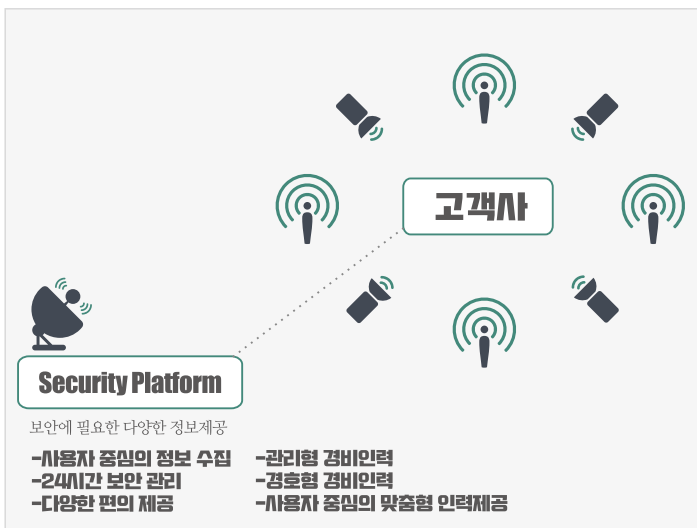 고객사
Security Platform
보안에 필요한 다양한 정보제공
-사용자 중심의 정보 수집
-24시간 보안 관리
-다양한 편의 제공
-관리형 경비인력
-경호형 경비인력
-사용자 중심의 맞춤형 인력제공